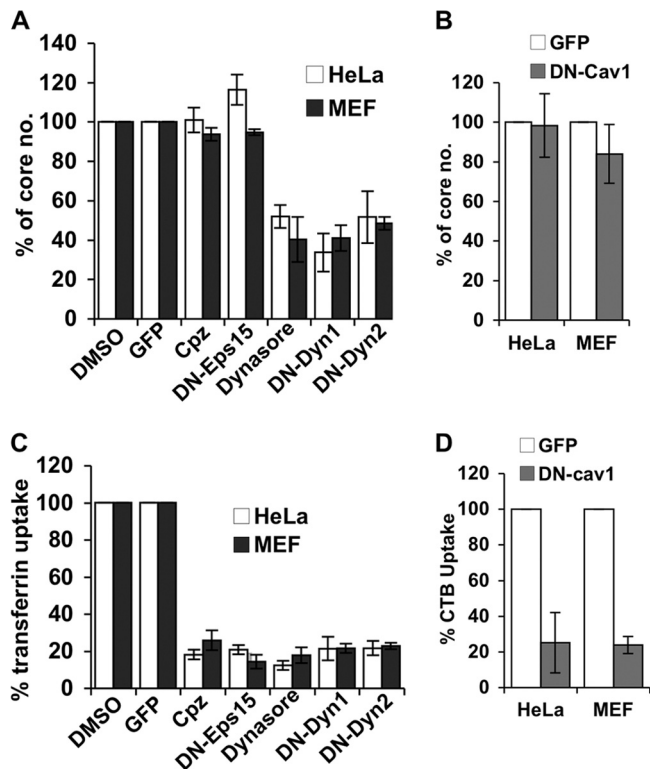 A
% of core no.
140
120
100
80
60
40
20
0
HeLa
MEF
DMSO
GFP
Cpz
DN-Eps15
Dynasore
DN-Dyn1
DN-Dyn2
B
GFP
DN-Cav1
% of core no.
120
100
80
60
40
20
0
HeLa MEF
C
% transferrin uptake
120
100
80
60
40
20
0
HeLa
MEF
DMSO
GFP
Cpz
DN-Eps15
Dynasore
DN-Dyn1
DN-Dyn2
D
GFP
DN-cav1
% CTB Uptake
120
100
80
60
40
20
0
HeLa MEF